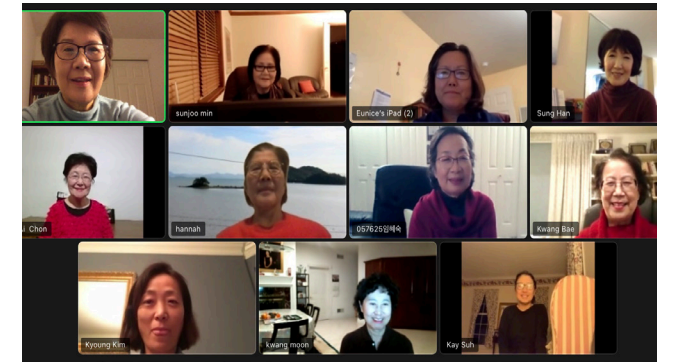 sunjoo min
Eunice's iPad (2)
Sung Han
Chon
hannah
057625임혜숙
Kwang Bae
Kyoung Kim
kwang moon
Kay Suh